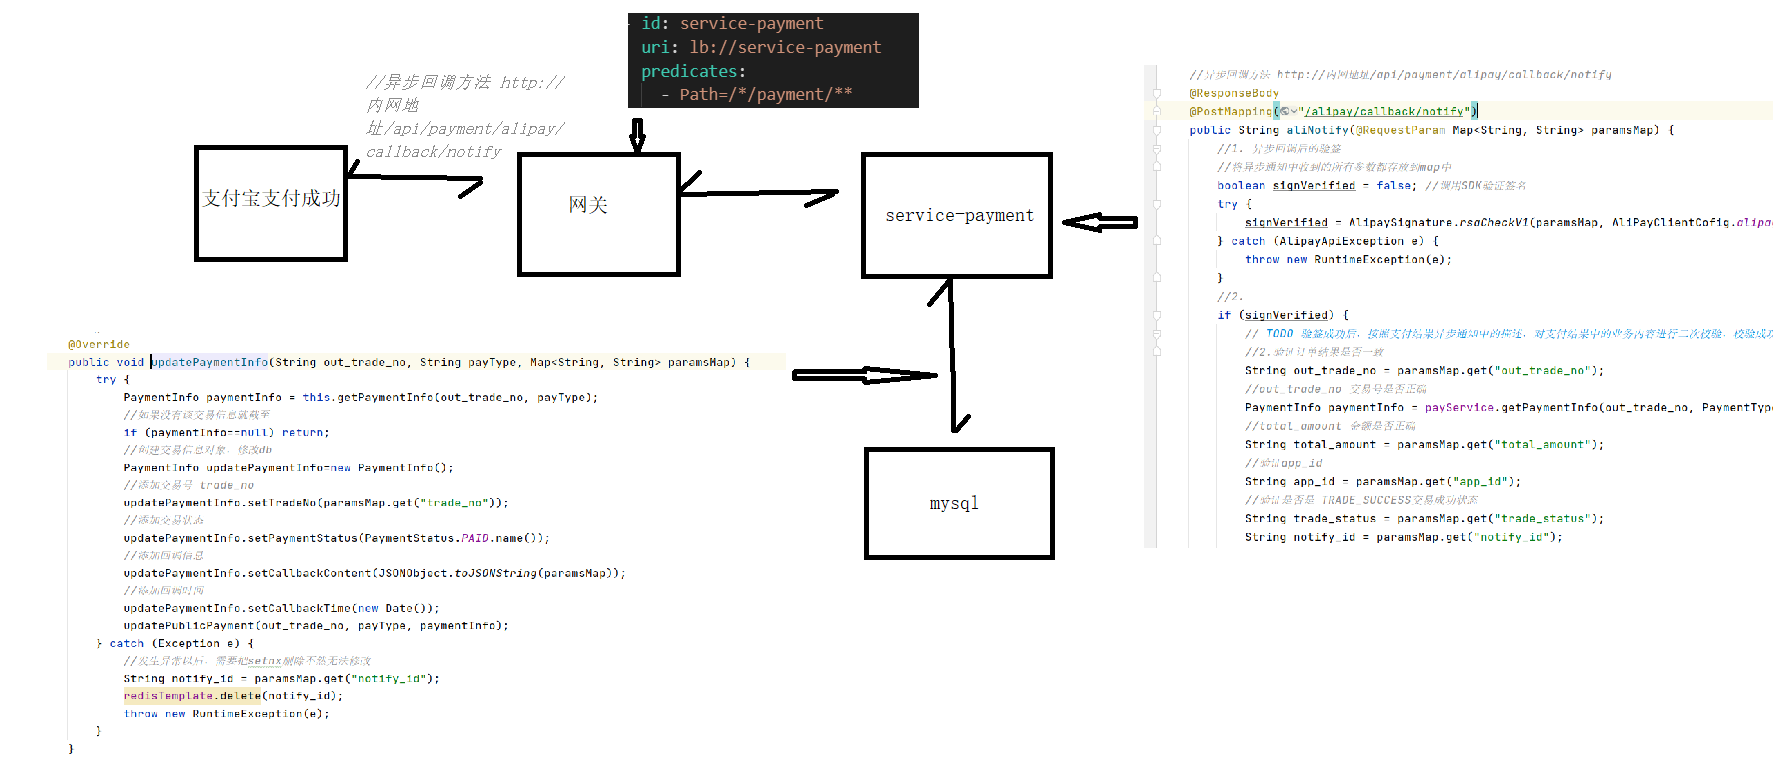 id: service-payment
uri: lb://service-payment
predicates:
- Path=/*/payment/**
//异步回调方法 http://
内网地
址/api/payment/alipay/
callback/notify
支付宝支付成功
网关
service-payment
mysql
//异步回调方法 http://内网地址/api/payment/alipay/callback/notify
@ResponseBody
@PostMapping("/alipay/callback/notify")
public String aliNotify(@RequestParam Map<String, String> paramsMap) {
//1. 异步回调后的验签
//将异步通知中收到的所有参数都存放到map中
boolean signVerified = false; //调用SDK验证签名
try {
signVerified = AlipaySignature.rsaCheckV1(paramsMap, AliPayClientCofig.alipa
} catch (AlipayApiException e) {
throw new RuntimeException(e);
}
//2.
if (signVerified) {
// TODO 验签成功后，按照支付结果异步通知中的描述，对支付结果中的业务内容进行二次校验，校验成功
//2.验证订单结果是否一致
String out_trade_no = paramsMap.get("out_trade_no");
//out_trade_no 交易号是否正确
PaymentInfo paymentInfo = payService.getPaymentInfo(out_trade_no, PaymentType
//total_amount 金额是否正确
String total_amount = paramsMap.get("total_amount");
//验证app_id
String app_id = paramsMap.get("app_id");
//验证是否是 TRADE_SUCCESS交易成功状态
String trade_status = paramsMap.get("trade_status");
String notify_id = paramsMap.get("notify_id");
@Override
public void updatePaymentInfo(String out_trade_no, String payType, Map<String, String> paramsMap) {
try {
PaymentInfo paymentInfo = this.getPaymentInfo(out_trade_no, payType);
//如果没有该交易信息就截至
if (paymentInfo==null) return;
//构建交易信息对象，修改db
PaymentInfo updatePaymentInfo=new PaymentInfo();
//添加交易号 trade_no
updatePaymentInfo.setTradeNo(paramsMap.get("trade_no"));
//添加交易状态
updatePaymentInfo.setPaymentStatus(PaymentStatus.PAID.name());
//添加回调信息
updatePaymentInfo.setCallbackContent(JSONObject.toJSONString(paramsMap));
//添加回调时间
updatePaymentInfo.setCallbackTime(new Date());
updatePublicPayment(out_trade_no, payType, paymentInfo);
} catch (Exception e) {
//发生异常以后，需要把setnx删除不然无法修改
String notify_id = paramsMap.get("notify_id");
redisTemplate.delete(notify_id);
throw new RuntimeException(e);
}
}